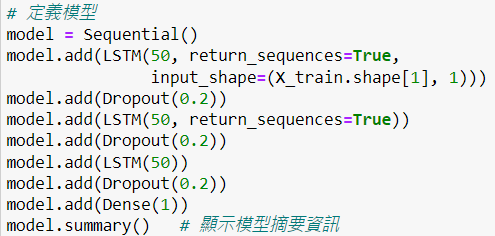 # 定義模型
model = Sequential()
model.add(LSTM(50, return_sequences=True,
               input_shape=(X_train.shape[1], 1)))
model.add(Dropout(0.2))
model.add(LSTM(50, return_sequences=True))
model.add(Dropout(0.2))
model.add(LSTM(50))
model.add(Dropout(0.2))
model.add(Dense(1))
model.summary()   # 顯示模型摘要資訊